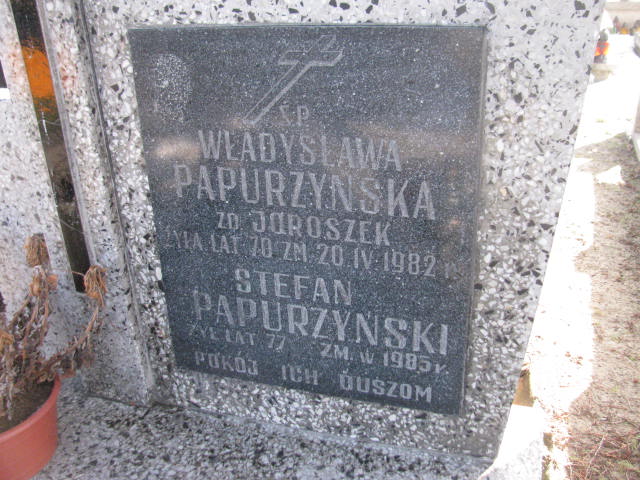 Ś.P.
WŁADYSŁAWA
PAPURZYŃSKA
ZD JAROSZEK
ŻYŁA LAT 70 ZM. 20 IV 1982 r.
STEFAN
PAPURZYŃSKI
ŻYŁ LAT 77 ZM. W 1985 r.
POKÓJ ICH DUSZOM